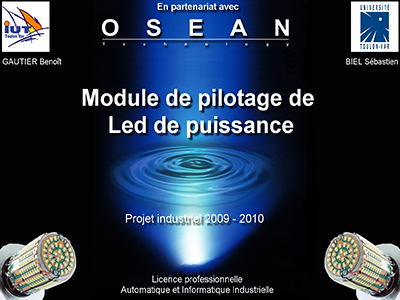 En partenariat avec
OSEAN
Technology
IUT
Toulon Var
UNIVERSITÉ
TOULON-VAR
GAUTIER Benoît
BIEL Sébastien
Module de pilotage de
Led de puissance
Projet industriel 2009 - 2010
Licence professionnelle
Automatique et Informatique Industrielle